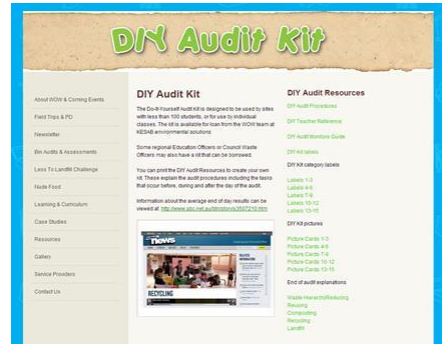 DIY Audit Kit
About WOW & Coming Events
Field Trips & PD
Newsletter
Bin Audits & Assessments
Less To Landfill Challenge
Nude Food
Learning & Curriculum
Case Studies
Resources
Gallery
Service Providers
Contact Us
DIY Audit Kit
The Do-It-Yourself Audit Kit is designed to be used by sites
with less than 100 students, or for use by individual
classes. The kit is available for loan from the WOW team at
KESAB environmental solutions
Some regional Education Officers or Council Waste
Officers may also have a kit that can be borrowed.
You can print the DIY Audit Resources to create your own
kit. These explain the audit procedures including the tasks
that occur before, during and after the day of the audit.
Information about the average end of day results can be
viewed at
news
RECYCLING
DIY Audit Resources
DIY Audit Procedures
DIY Teacher Reference
DIY Audit Monitors Guide
DIY Kit labels
DIY Kit category labels
Labels 1-3
Labels 4-6
Labels 7-9
Labels 10-12
Labels 13-15
DIY Kit pictures
Picture Cards 1-3
Picture Cards 4-6
Picture Cards 7-9
Picture Cards 10-12
Picture Cards 13-15
End of audit explanations
Waste-Hierarchy/Reducing
Reusing
Composting
Recycling
Landfill